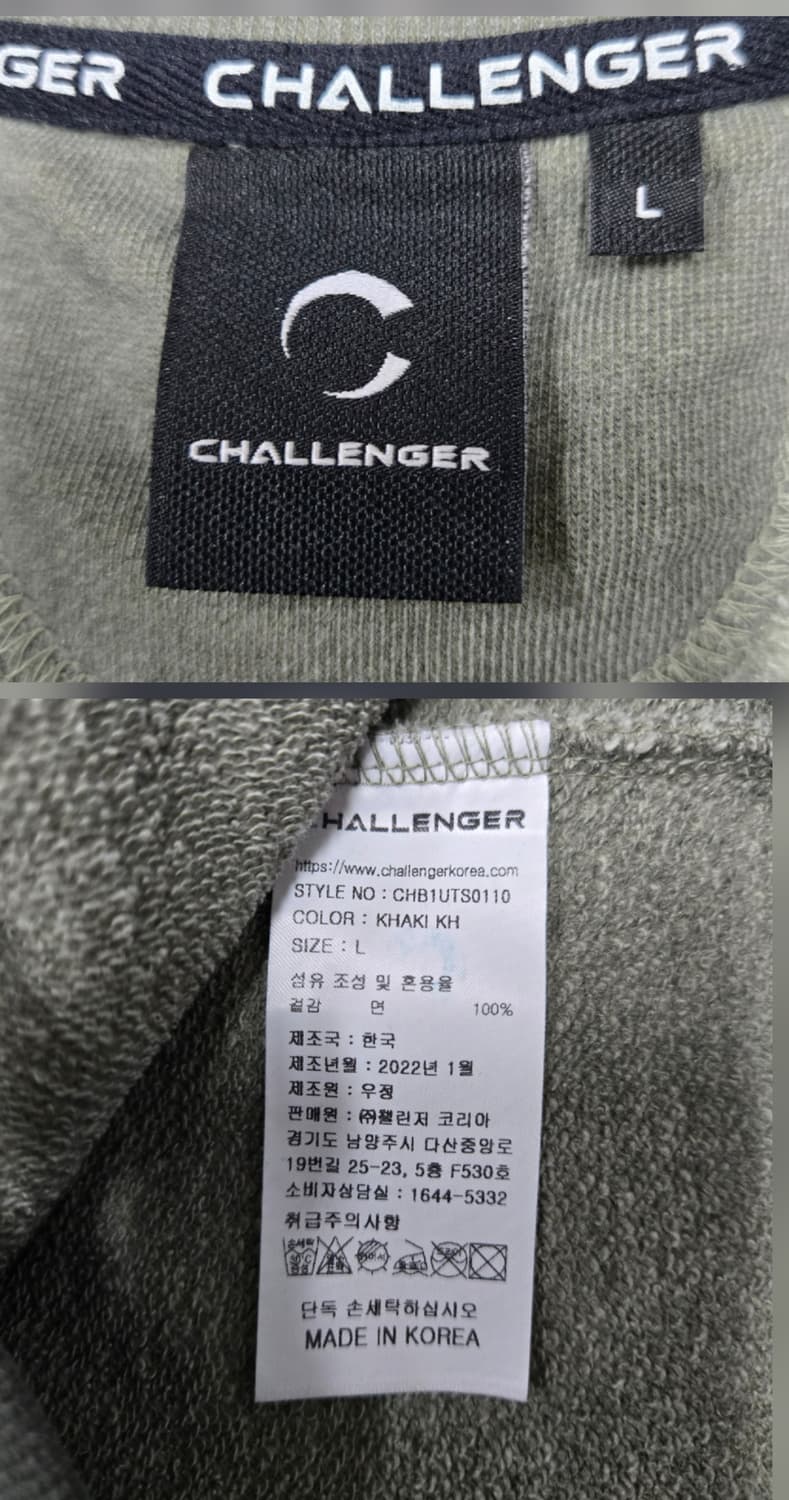 GER CHALLENGER
L
CHALLENGER
CHALLENGER
https://www.challengerkorea.com
STYLE NO : CHB1UTS0110
COLOR : KHAKI KH
SIZE : L
섬유 조성 및 혼용율
겉감 면 100%
제조국 : 한국
제조년월 : 2022년 1월
제조원 : 우정
판매원 : ㈜챌린저 코리아
경기도 남양주시 다산중앙로
19번길 25-23, 5층 F530호
소비자상담실 : 1644-5332
취급주의사항
손세탁
단독 손세탁하십시오
MADE IN KOREA